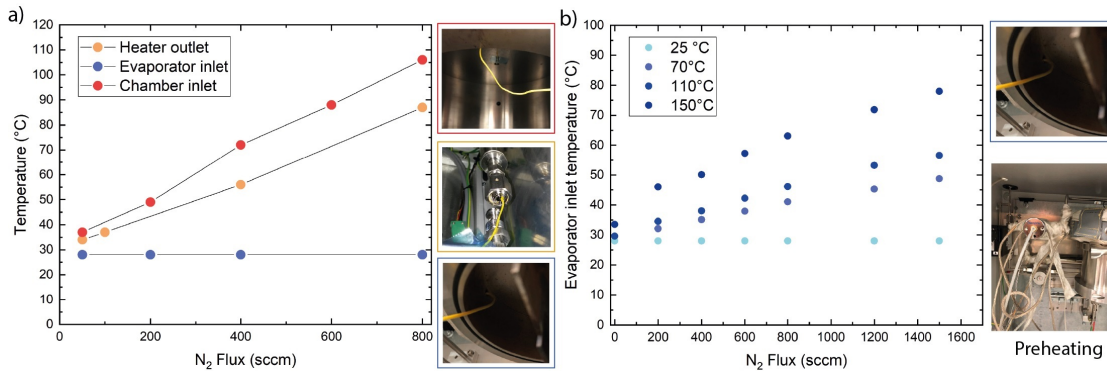 a)
120
110
100
90
80
70
60
50
40
30
20
10
0
Temperature (°C)
Heater outlet
Evaporator inlet
Chamber inlet
0
200
400
600
800
N₂ Flux (sccm)
b)
100
90
80
70
60
50
40
30
20
10
0
Evaporator inlet temperature (°C)
25 °C
70°C
110°C
150°C
0
200
400
600
800
1000
1200
1400
1600
N₂ Flux (sccm)
Preheating